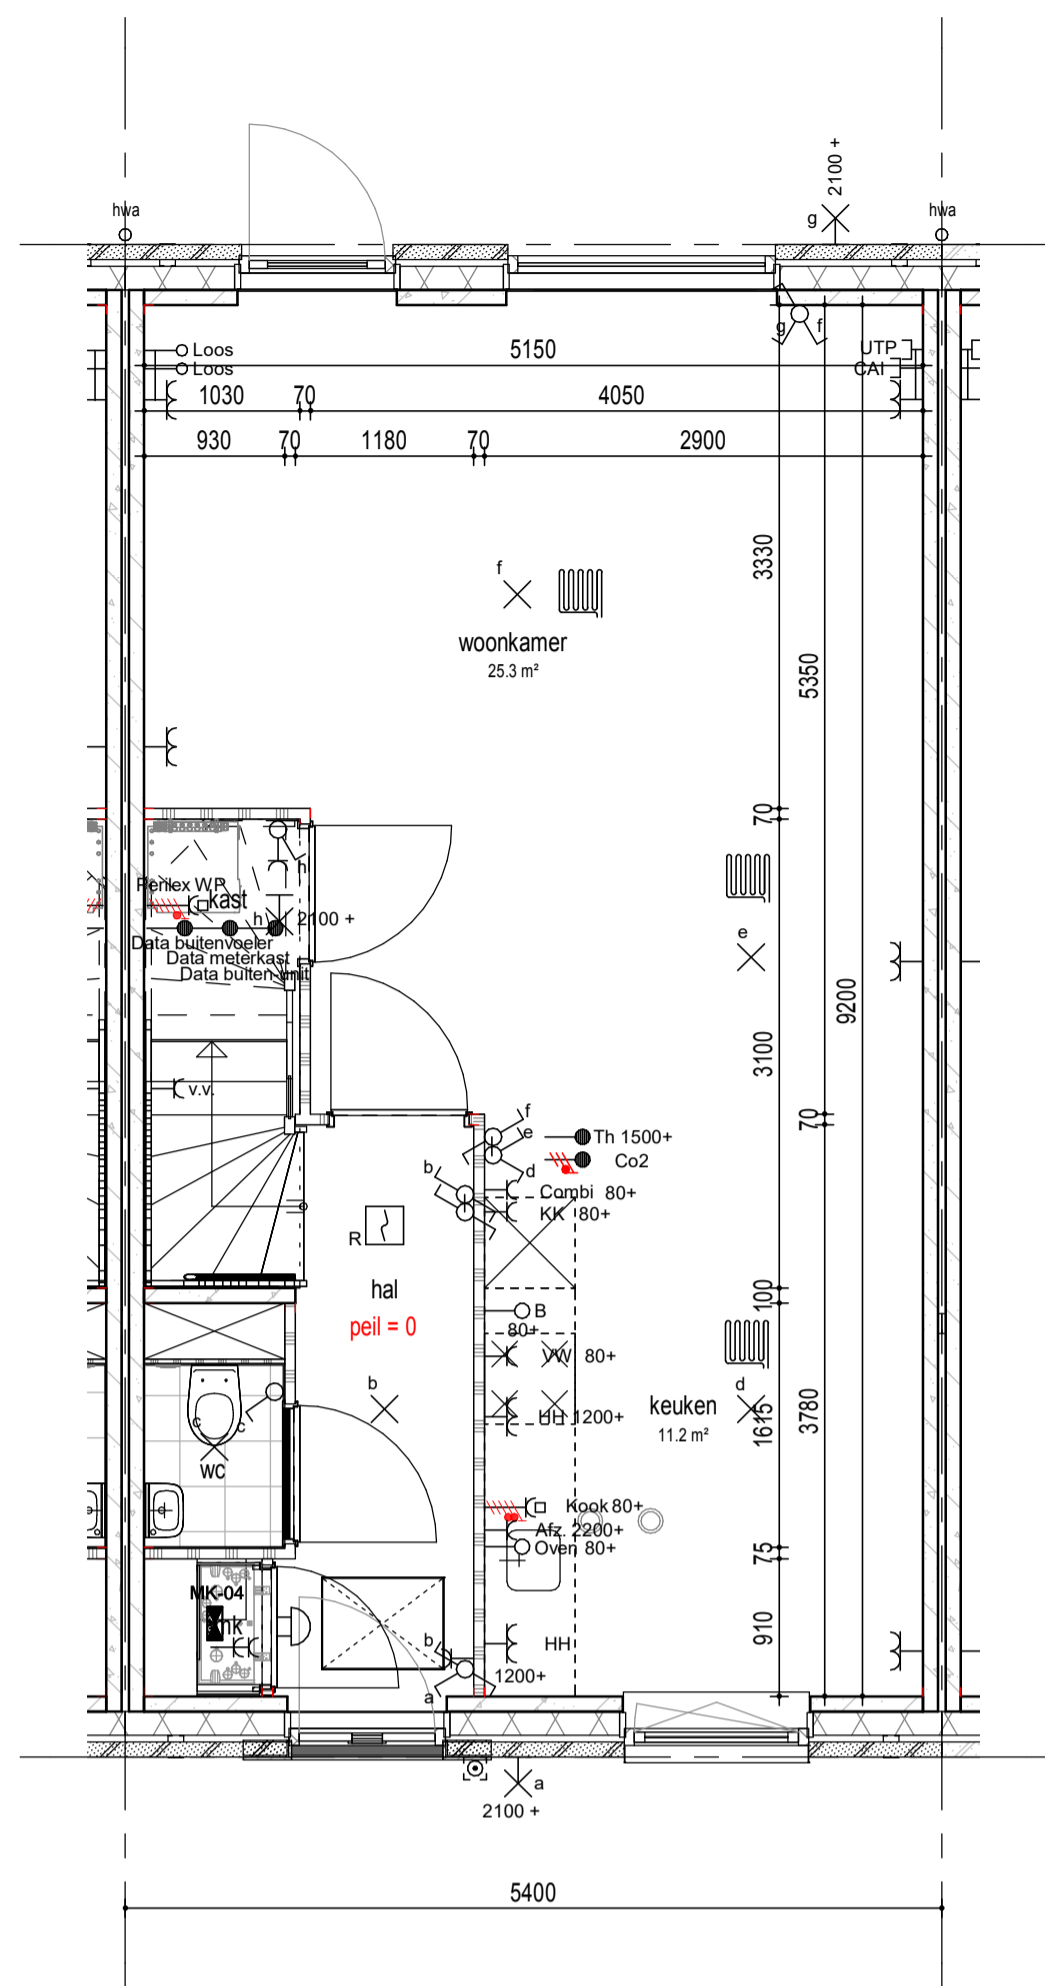 2100 +
g
hwa
hwa
g
f
Loos
Loos
5150
UTP
CAI
1030
70
4050
930
70
1180
70
2900
3330
f
woonkamer
25.3 m²
5350
70
h
Perilex WP
kast
h
2100 +
Data buitenvoeler
Data meterkast
Data buiten-unit
e
9200
3100
v.v.
70
f
e
Th 1500+
Co2
b
d
Combi 80+
KK 80+
R
hal
peil = 0
100
B
80+
VW 80+
b
d
HH 1200+
keuken
11.2 m²
1615
3780
c
c
wc
Kook 80+
Afz. 2200+
Oven 80+
75
MK-04
mk
910
b
HH
1200+
a
a
2100 +
5400